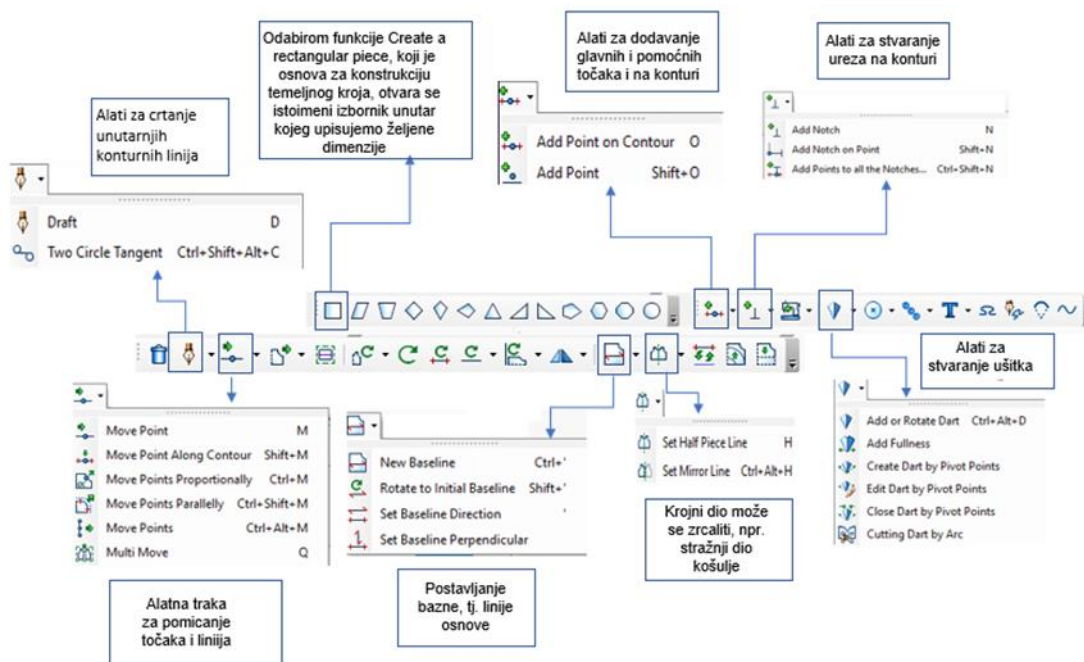 Odabirom funkcije Create a
rectangular piece, koji je
osnova za konstrukciju
temeljnog kroja, otvara se
istoimeni izbornik unutar
kojeg upisujemo željene
dimenzije
Alati za dodavanje
glavnih i pomoćnih
točaka i na konturi
Alati za stvaranje
ureza na konturi
Alati za crtanje
unutarnjih
konturnih linija
Add Point on Contour O
Add Point Shift+O
Add Notch N
Add Notch on Point Shift+N
Add Points to all the Notches... Ctrl+Shift+N
Draft D
Two Circle Tangent Ctrl+Shift+Alt+C
Alati za
stvaranje ušitka
Move Point M
Move Point Along Contour Shift+M
Move Points Proportionally Ctrl+M
Move Points Parallelly Ctrl+Shift+M
Move Points Ctrl+Alt+M
Multi Move Q
New Baseline Ctrl+'
Rotate to Initial Baseline Shift+'
Set Baseline Direction '
Set Baseline Perpendicular
Set Half Piece Line H
Set Mirror Line Ctrl+Alt+H
Add or Rotate Dart Ctrl+Alt+D
Add Fullness
Create Dart by Pivot Points
Edit Dart by Pivot Points
Close Dart by Pivot Points
Cutting Dart by Arc
Krojni dio može
se zrcaliti, npr.
stražnji dio
košulje
Postavljanje
bazne, tj. linije
osnove
Alatna traka
za pomicanje
točaka i liniija